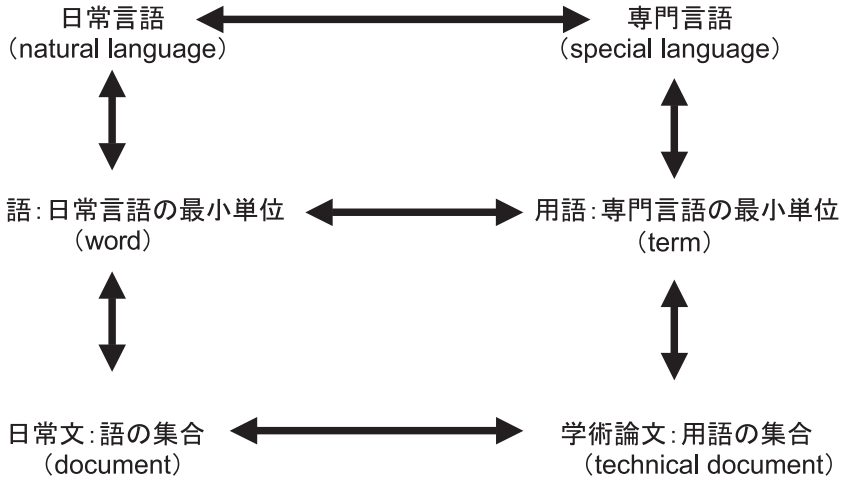 日常言語
（natural language）
専門言語
（special language）
語：日常言語の最小単位
（word）
用語：専門言語の最小単位
（term）
日常文：語の集合
（document）
学術論文：用語の集合
（technical document）